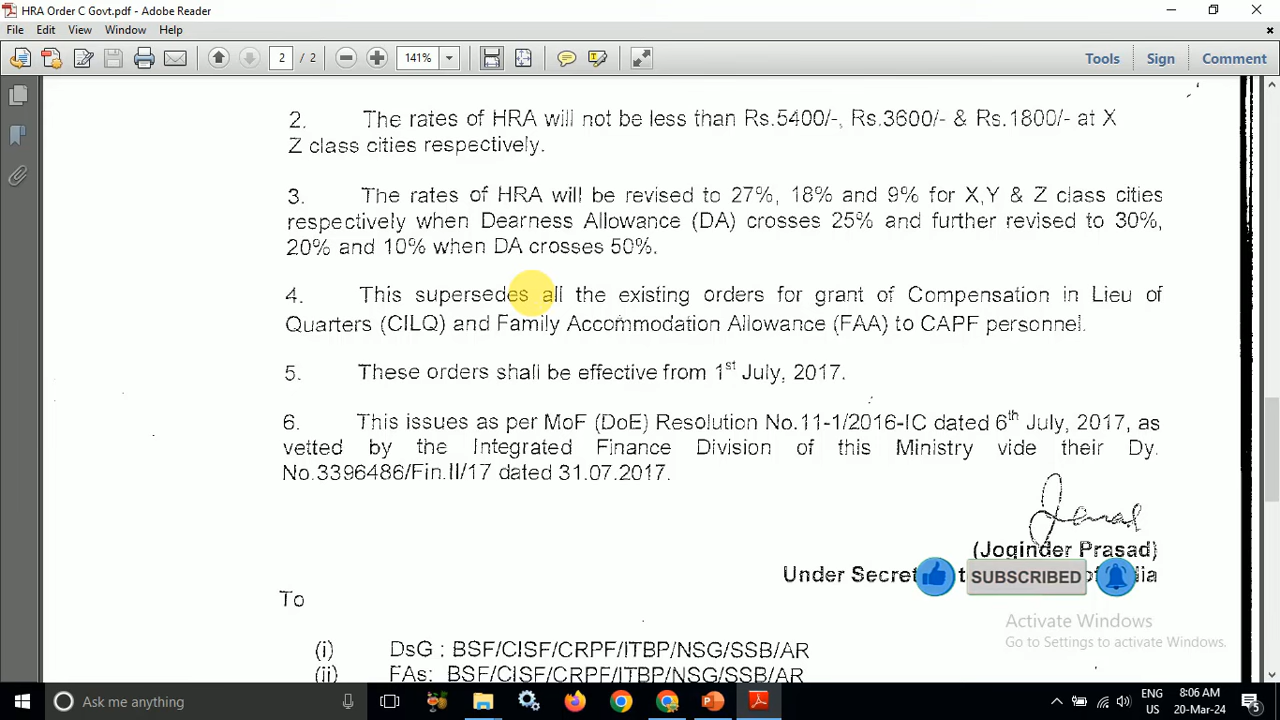 HRA Order C Govt.pdf - Adobe Reader
File Edit View Window Help
2 / 2 141% Tools Sign Comment
2. The rates of HRA will not be less than Rs.5400/-, Rs.3600/- & Rs.1800/- at X
Z class cities respectively.
3. The rates of HRA will be revised to 27%, 18% and 9% for X,Y & Z class cities
respectively when Dearness Allowance (DA) crosses 25% and further revised to 30%,
20% and 10% when DA crosses 50%.
4. This supersedes all the existing orders for grant of Compensation in Lieu of
Quarters (CILQ) and Family Accommodation Allowance (FAA) to CAPF personnel.
5. These orders shall be effective from 1st July, 2017.
6. This issues as per MoF (DoE) Resolution No.11-1/2016-IC dated 6th July, 2017, as
vetted by the Integrated Finance Division of this Ministry vide their Dy.
No.3396486/Fin.II/17 dated 31.07.2017.
(Joginder Prasad)
Under Secret
SUBSCRIBED
To
Activate Windows
Go to Settings to activate Windows.
(i) DsG : BSF/CISF/CRPF/ITBP/NSG/SSB/AR
(ii) FAs: BSF/CISF/CRPF/ITBP/NSG/SSB/AR
Ask me anything
ENG 8:06 AM
US 20-Mar-24 5